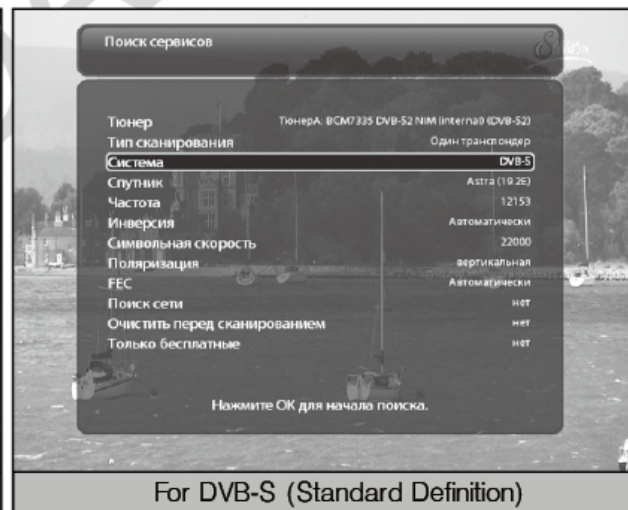 Поиск сервисов
Тюнер ТюнерA: BCM7335 DVB-S2 NIM (internal) (DVB-S2)
Тип сканирования Один транспондер
Система DVB-S
Спутник Astra (19.2E)
Частота 12153
Инверсия Автоматически
Символьная скорость 22000
Поляризация вертикальная
FEC Автоматически
Поиск сети нет
Очистить перед сканированием нет
Только бесплатные нет
Нажмите OK для начала поиска.
For DVB-S (Standard Definition)